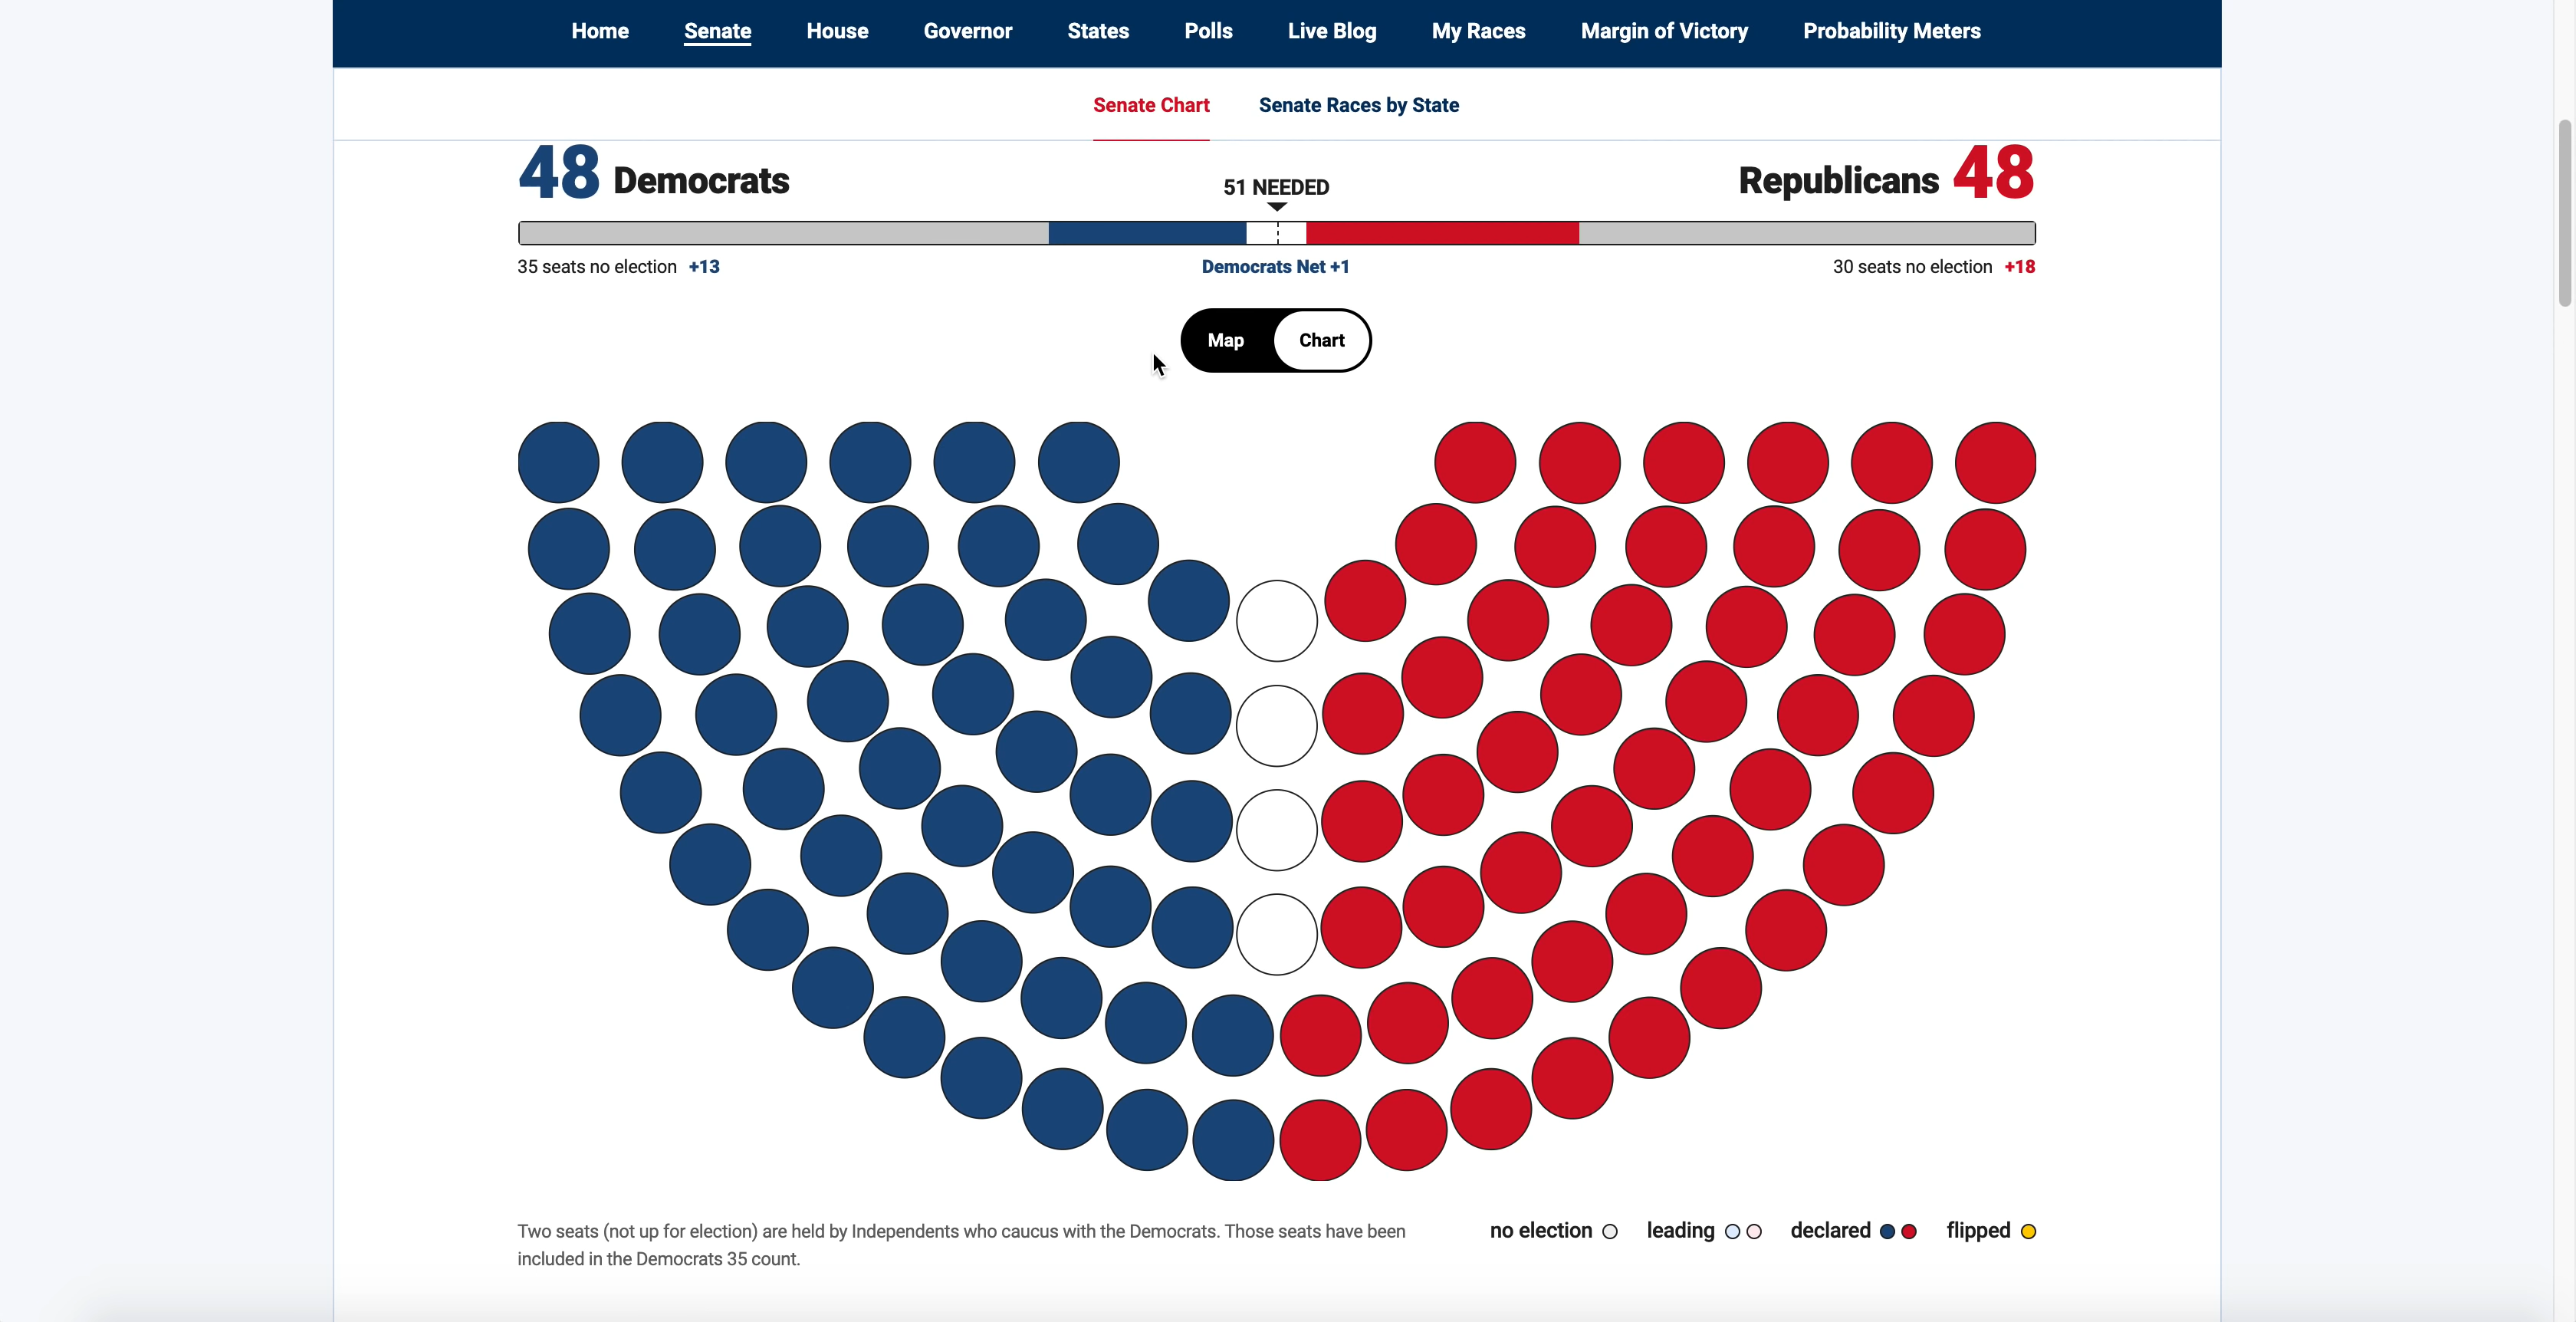 Home Senate House Governor States Polls Live Blog My Races Margin of Victory Probability Meters
Senate Chart Senate Races by State
48 Democrats
51 NEEDED
Republicans 48
35 seats no election +13
Democrats Net +1
30 seats no election +18
Map Chart
Two seats (not up for election) are held by Independents who caucus with the Democrats. Those seats have been
included in the Democrats 35 count.
no election leading declared flipped